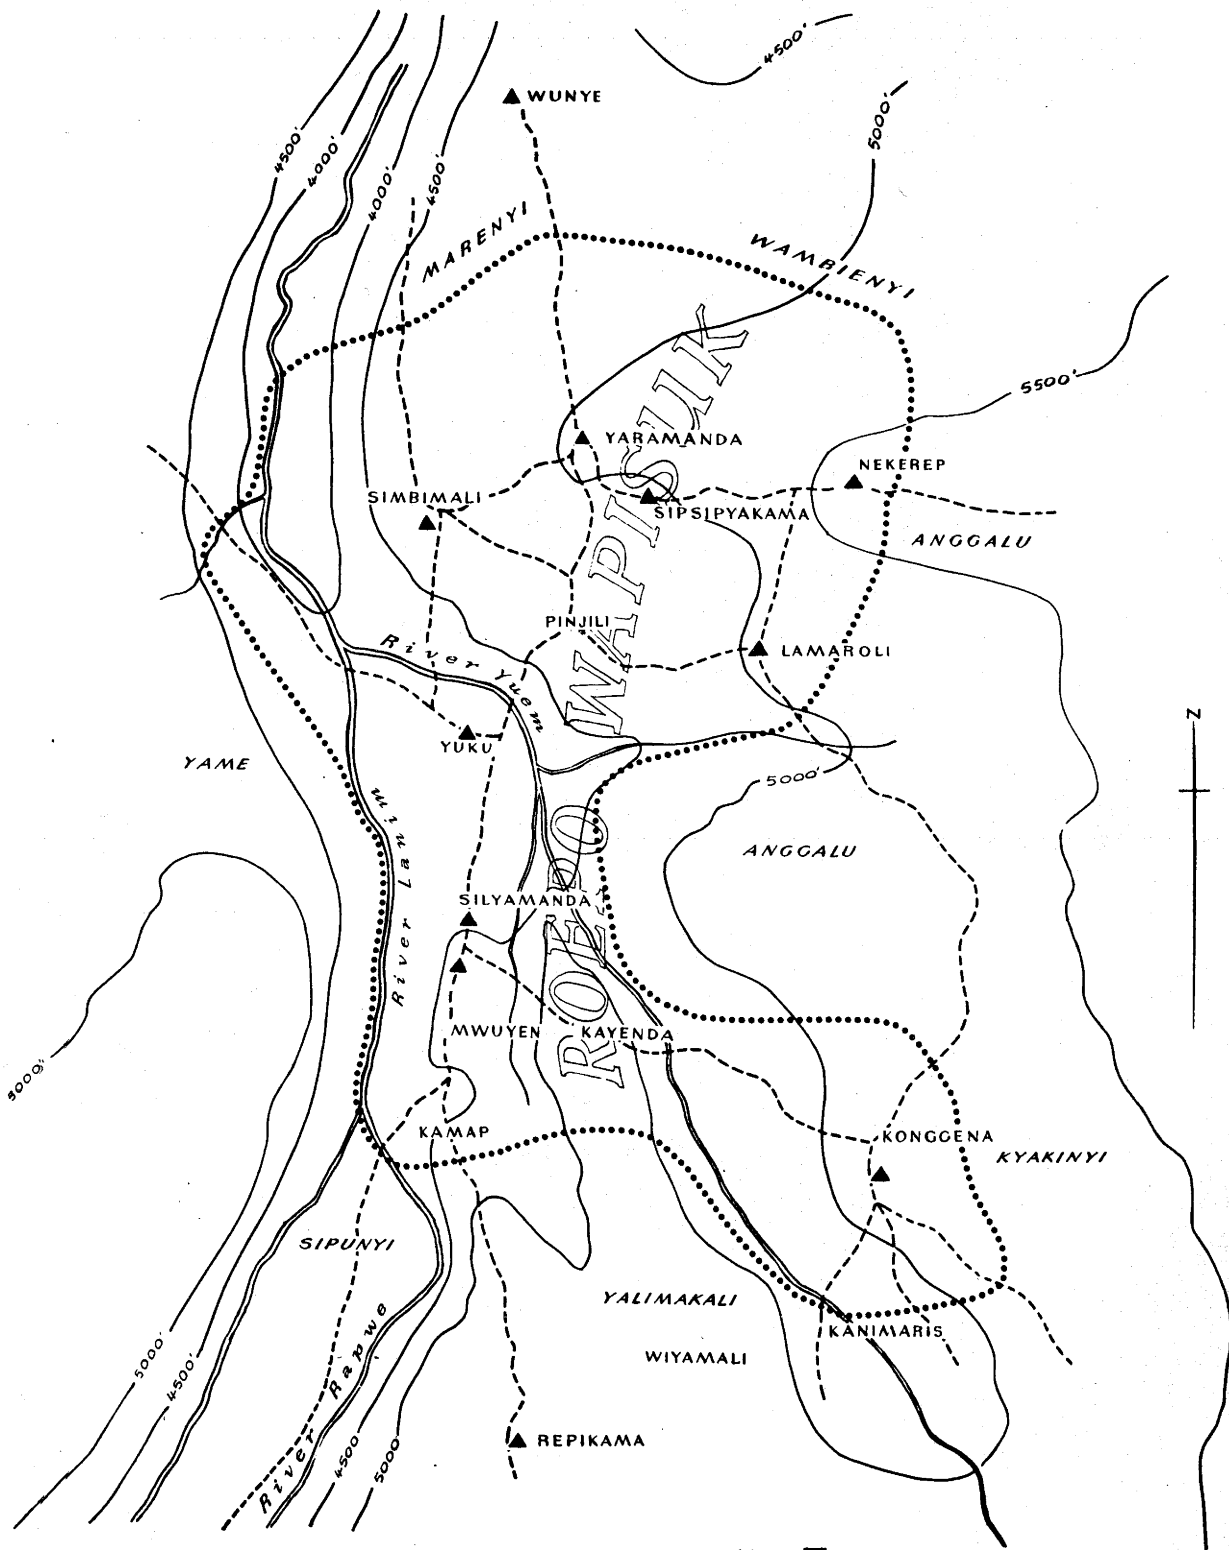 4500'
4500'
4000'
4000'
4500'
5000'
WUNYE
MARENYI
WAMBIENYI
5500'
YARAMANDA
NEKEREP
SIMBIMALI
SIPSIPYAKAMA
ANGGALU
WAPISUK
PINJILI
LAMAROLI
River Yuem
N
YUKU
YAME
5000'
River Lanim
ANGGALU
ROEPO
SILYAMANDA
MWUYEN
KAYENDA
5000'
KAMAP
KONGGENA
KYAKINYI
SIPUNYI
YALIMAKALI
KANIMARIS
WIYAMALI
5000'
4500'
River Rapwe
4500
5000
REPIKAMA